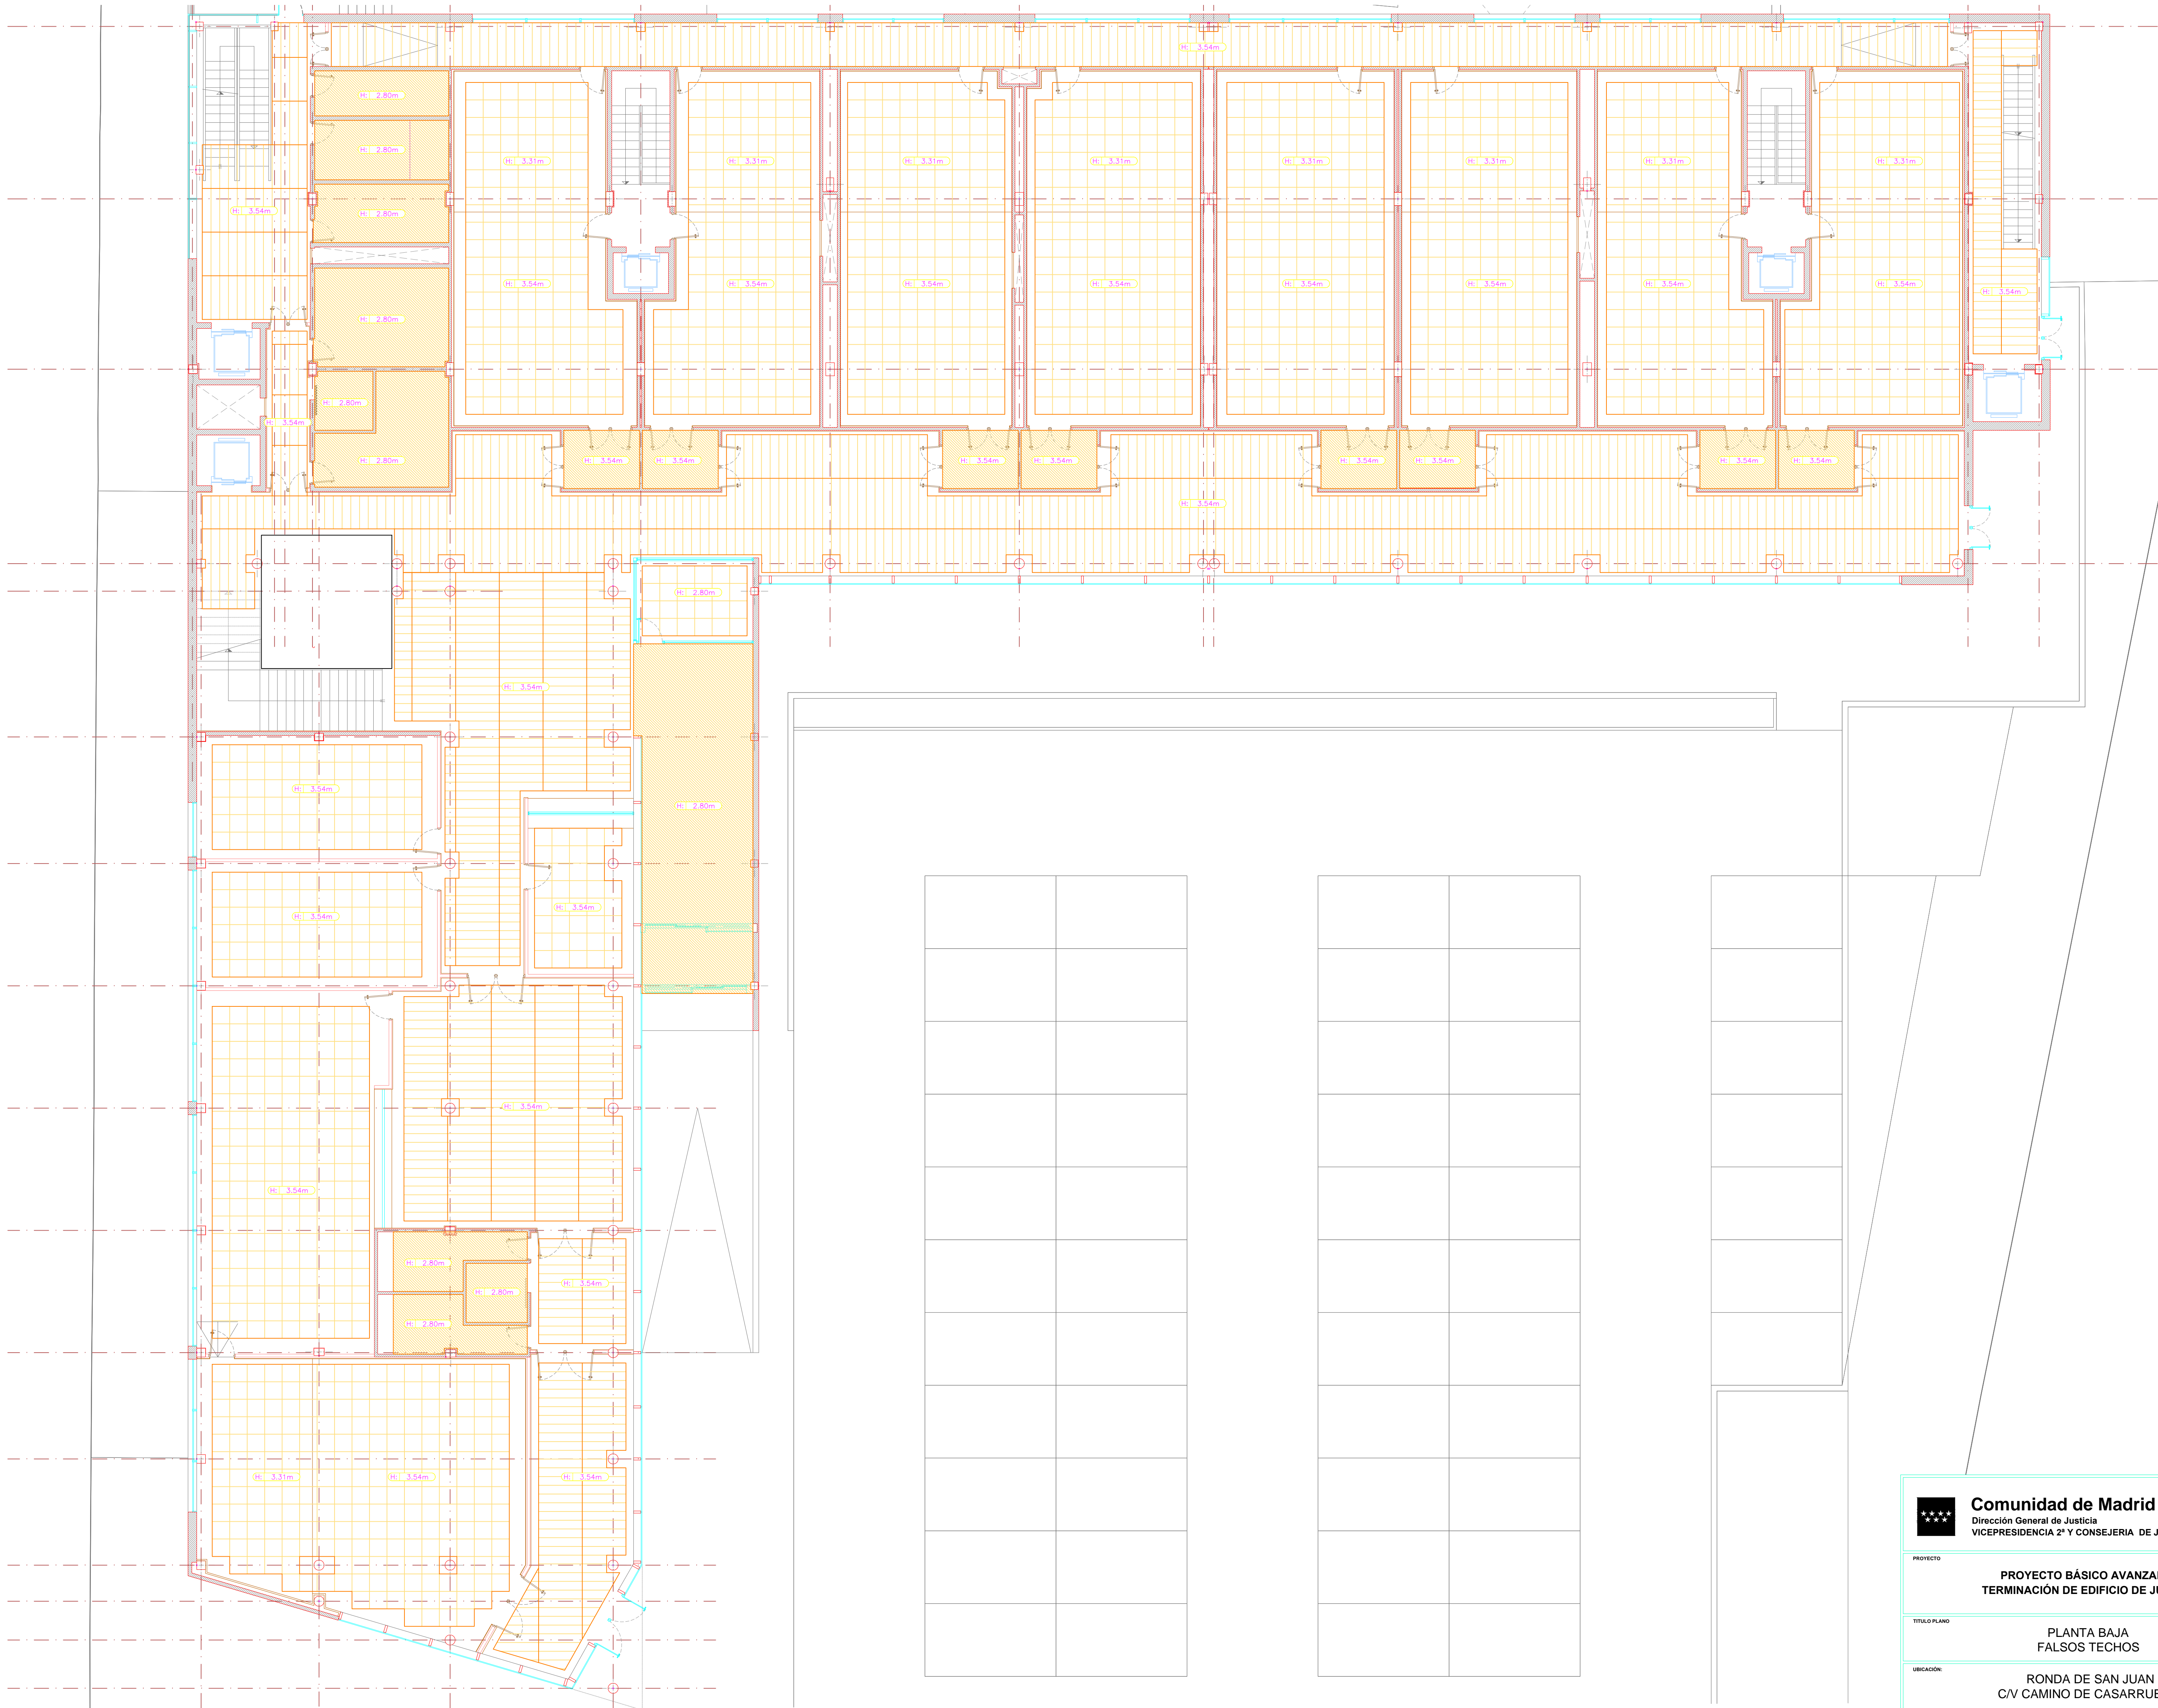 H: 3.54m
H: 2.80m
H: 2.80m
H: 3.31m
H: 3.31m
H: 3.31m
H: 3.31m
H: 3.31m
H: 3.31m
H: 3.31m
H: 3.31m
H: 3.54m
H: 2.80m
H: 3.54m
H: 3.54m
H: 3.54m
H: 3.54m
H: 3.54m
H: 3.54m
H: 3.54m
H: 3.54m
H: 3.54m
H: 2.80m
H: 2.80m
H: 3.54m
H: 2.80m
H: 3.54m
H: 3.54m
H: 3.54m
H: 3.54m
H: 3.54m
H: 3.54m
H: 3.54m
H: 3.54m
H: 3.54m
H: 2.80m
H: 3.54m
H: 3.54m
H: 2.80m
H: 3.54m
H: 3.54m
H: 3.54m
H: 3.54m
H: 2.80m
H: 3.54m
H: 2.80m
H: 2.80m
H: 3.31m
H: 3.54m
H: 3.54m
Comunidad de Madrid
Dirección General de Justicia
VICEPRESIDENCIA 2ª Y CONSEJERIA DE J
PROYECTO
PROYECTO BÁSICO AVANZA
TERMINACIÓN DE EDIFICIO DE J
TITULO PLANO
PLANTA BAJA
FALSOS TECHOS
UBICACIÓN:
RONDA DE SAN JUAN
C/V CAMINO DE CASARRUB